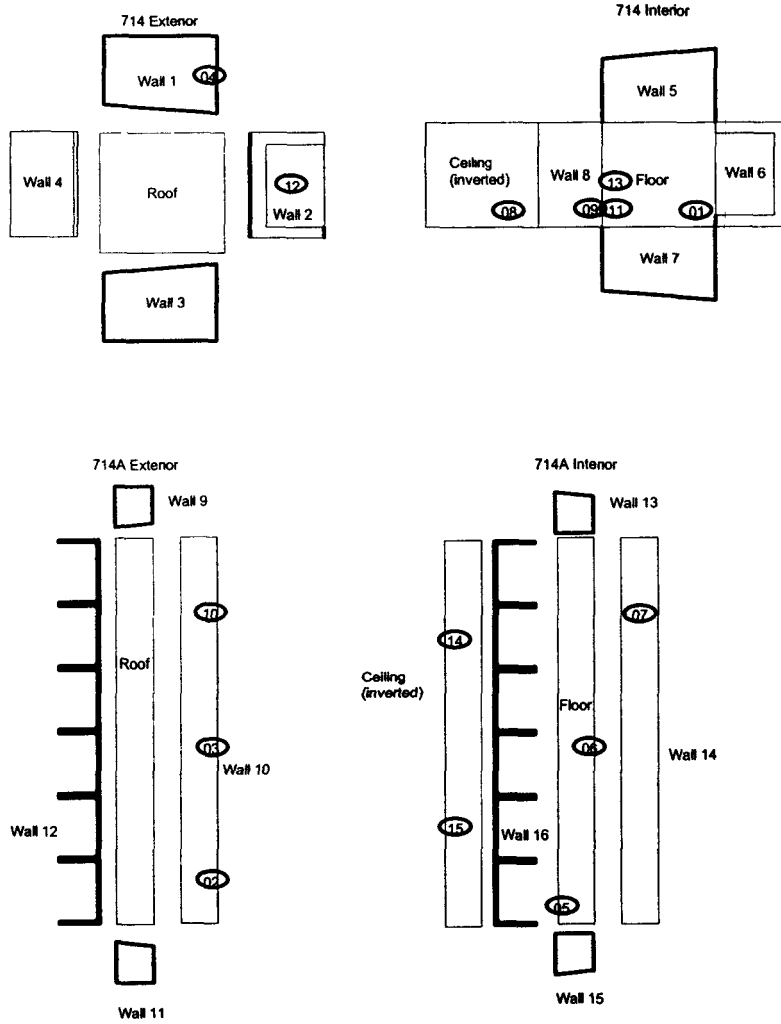 714 Exterior
Wall 1
04
Wall 4
Roof
12
Wall 2
Wall 3
714 Interior
Wall 5
Ceiling
(inverted)
Wall 8
13
Floor
Wall 6
08
09
11
01
Wall 7
714A Exterior
Wall 9
10
Roof
03
Wall 10
Wall 12
02
Wall 11
714A Interior
Wall 13
07
14
Ceiling
(inverted)
Floor
06
Wall 14
15
Wall 16
05
Wall 15